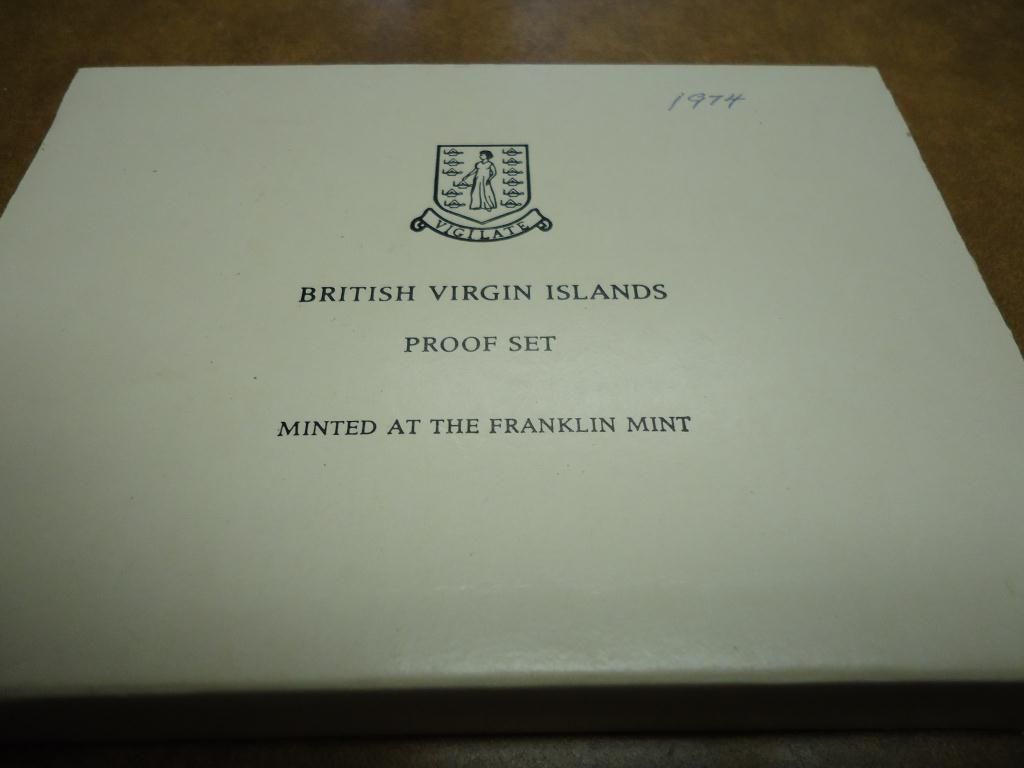 1974
VIGILATE
BRITISH VIRGIN ISLANDS
PROOF SET
MINTED AT THE FRANKLIN MINT